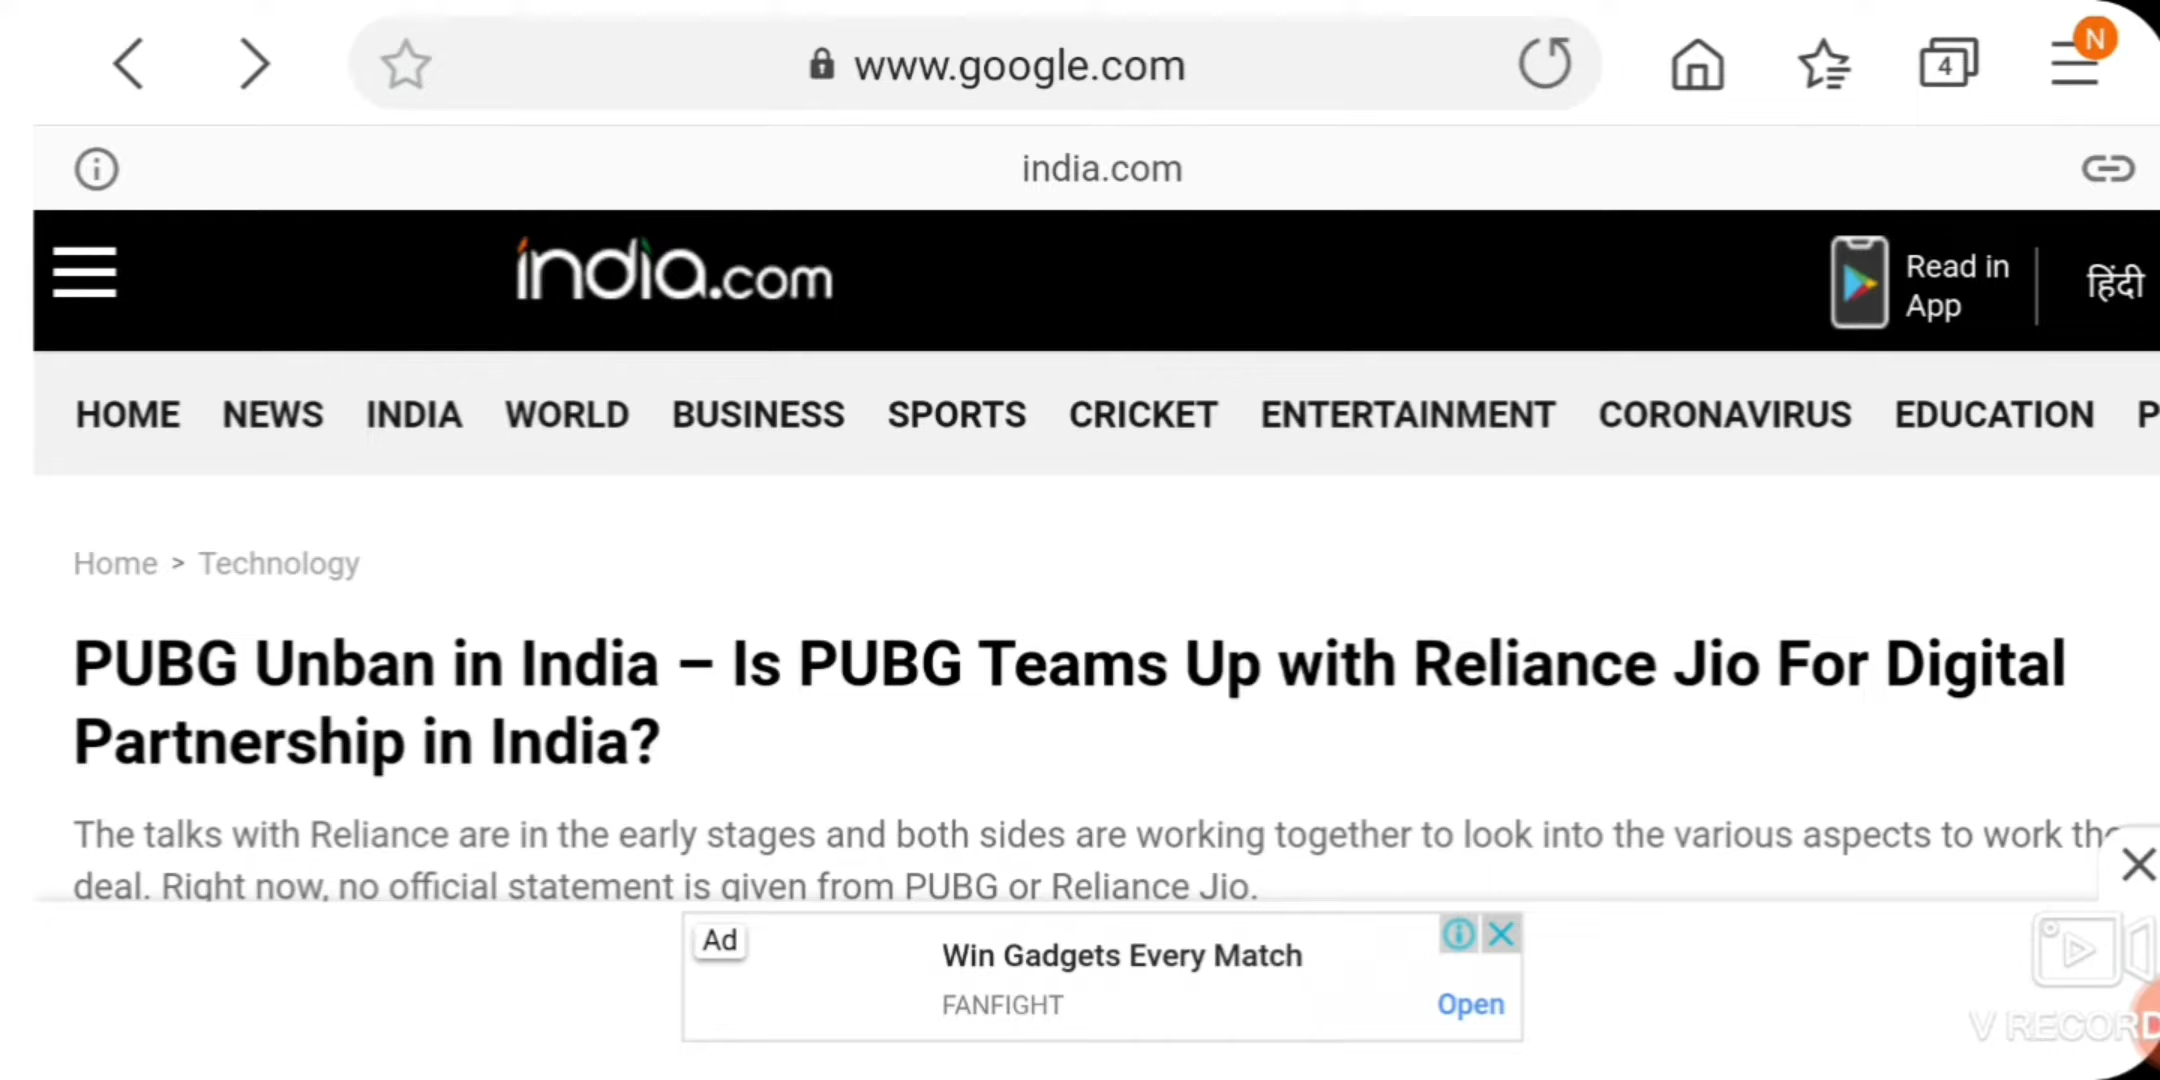 www.google.com
4
N
india.com
india.com
Read in
App
हिंदी
HOME NEWS INDIA WORLD BUSINESS SPORTS CRICKET ENTERTAINMENT CORONAVIRUS EDUCATION P
Home > Technology
PUBG Unban in India – Is PUBG Teams Up with Reliance Jio For Digital
Partnership in India?
The talks with Reliance are in the early stages and both sides are working together to look into the various aspects to work the
deal. Right now, no official statement is given from PUBG or Reliance Jio.
Ad
Win Gadgets Every Match
FANFIGHT
Open
V RECORD